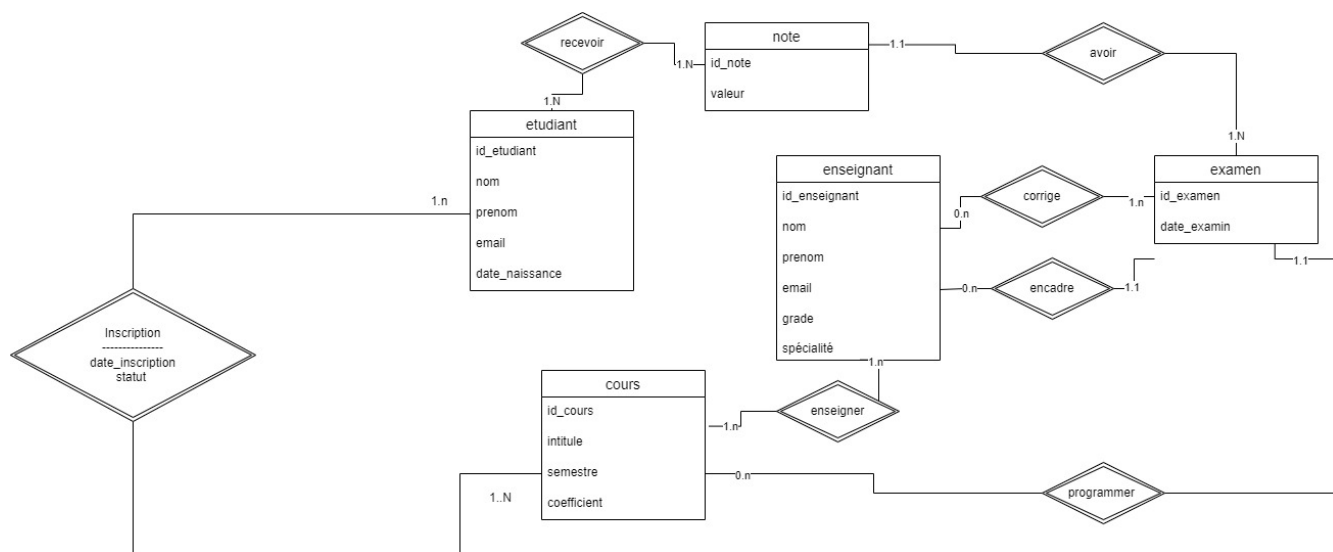 recevoir
1.N
1.N
note
id_note
valeur
1.1
avoir
1.N
etudiant
id_etudiant
nom
prenom
email
date_naissance
1.n
enseignant
id_enseignant
nom
prenom
email
grade
spécialité
0.n
corrige
1.n
examen
id_examen
date_examin
0.n
encadre
1.1
1.1
Inscription
---------------
date_inscription
statut
1.n
enseigner
1.n
cours
id_cours
intitule
semestre
coefficient
1..N
0.n
programmer